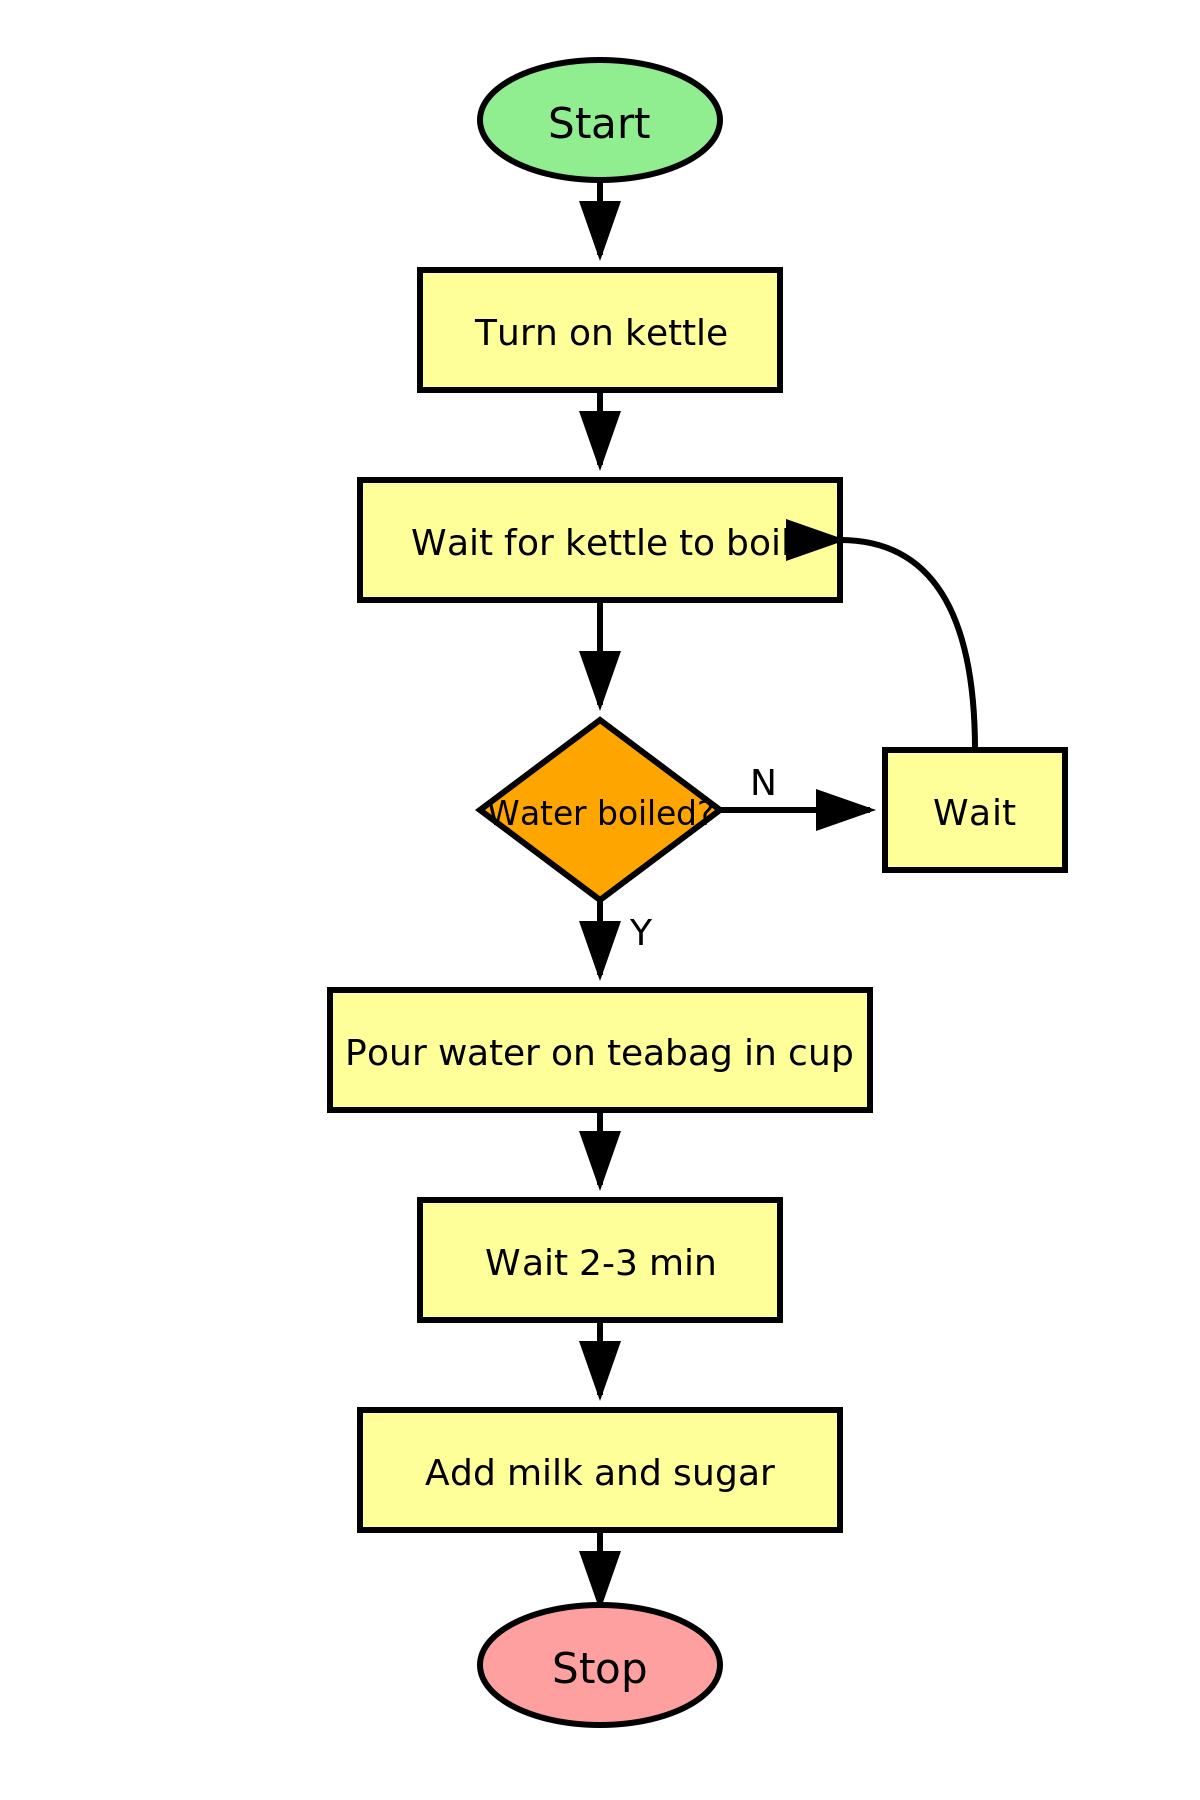 Start
Turn on kettle
Wait for kettle to boil
Water boiled?
N
Wait
Y
Pour water on teabag in cup
Wait 2-3 min
Add milk and sugar
Stop